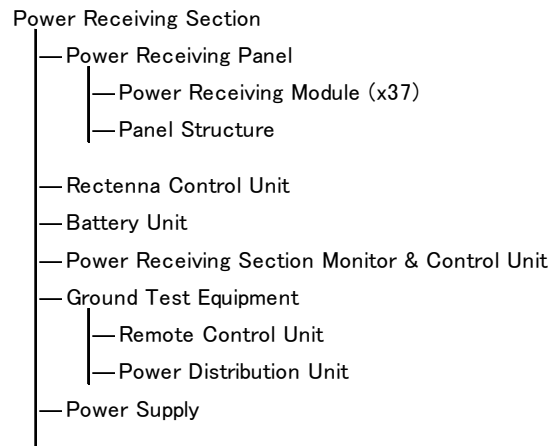 Power Receiving Section
Power Receiving Panel
Power Receiving Module (x37)
Panel Structure
Rectenna Control Unit
Battery Unit
Power Receiving Section Monitor & Control Unit
Ground Test Equipment
Remote Control Unit
Power Distribution Unit
Power Supply